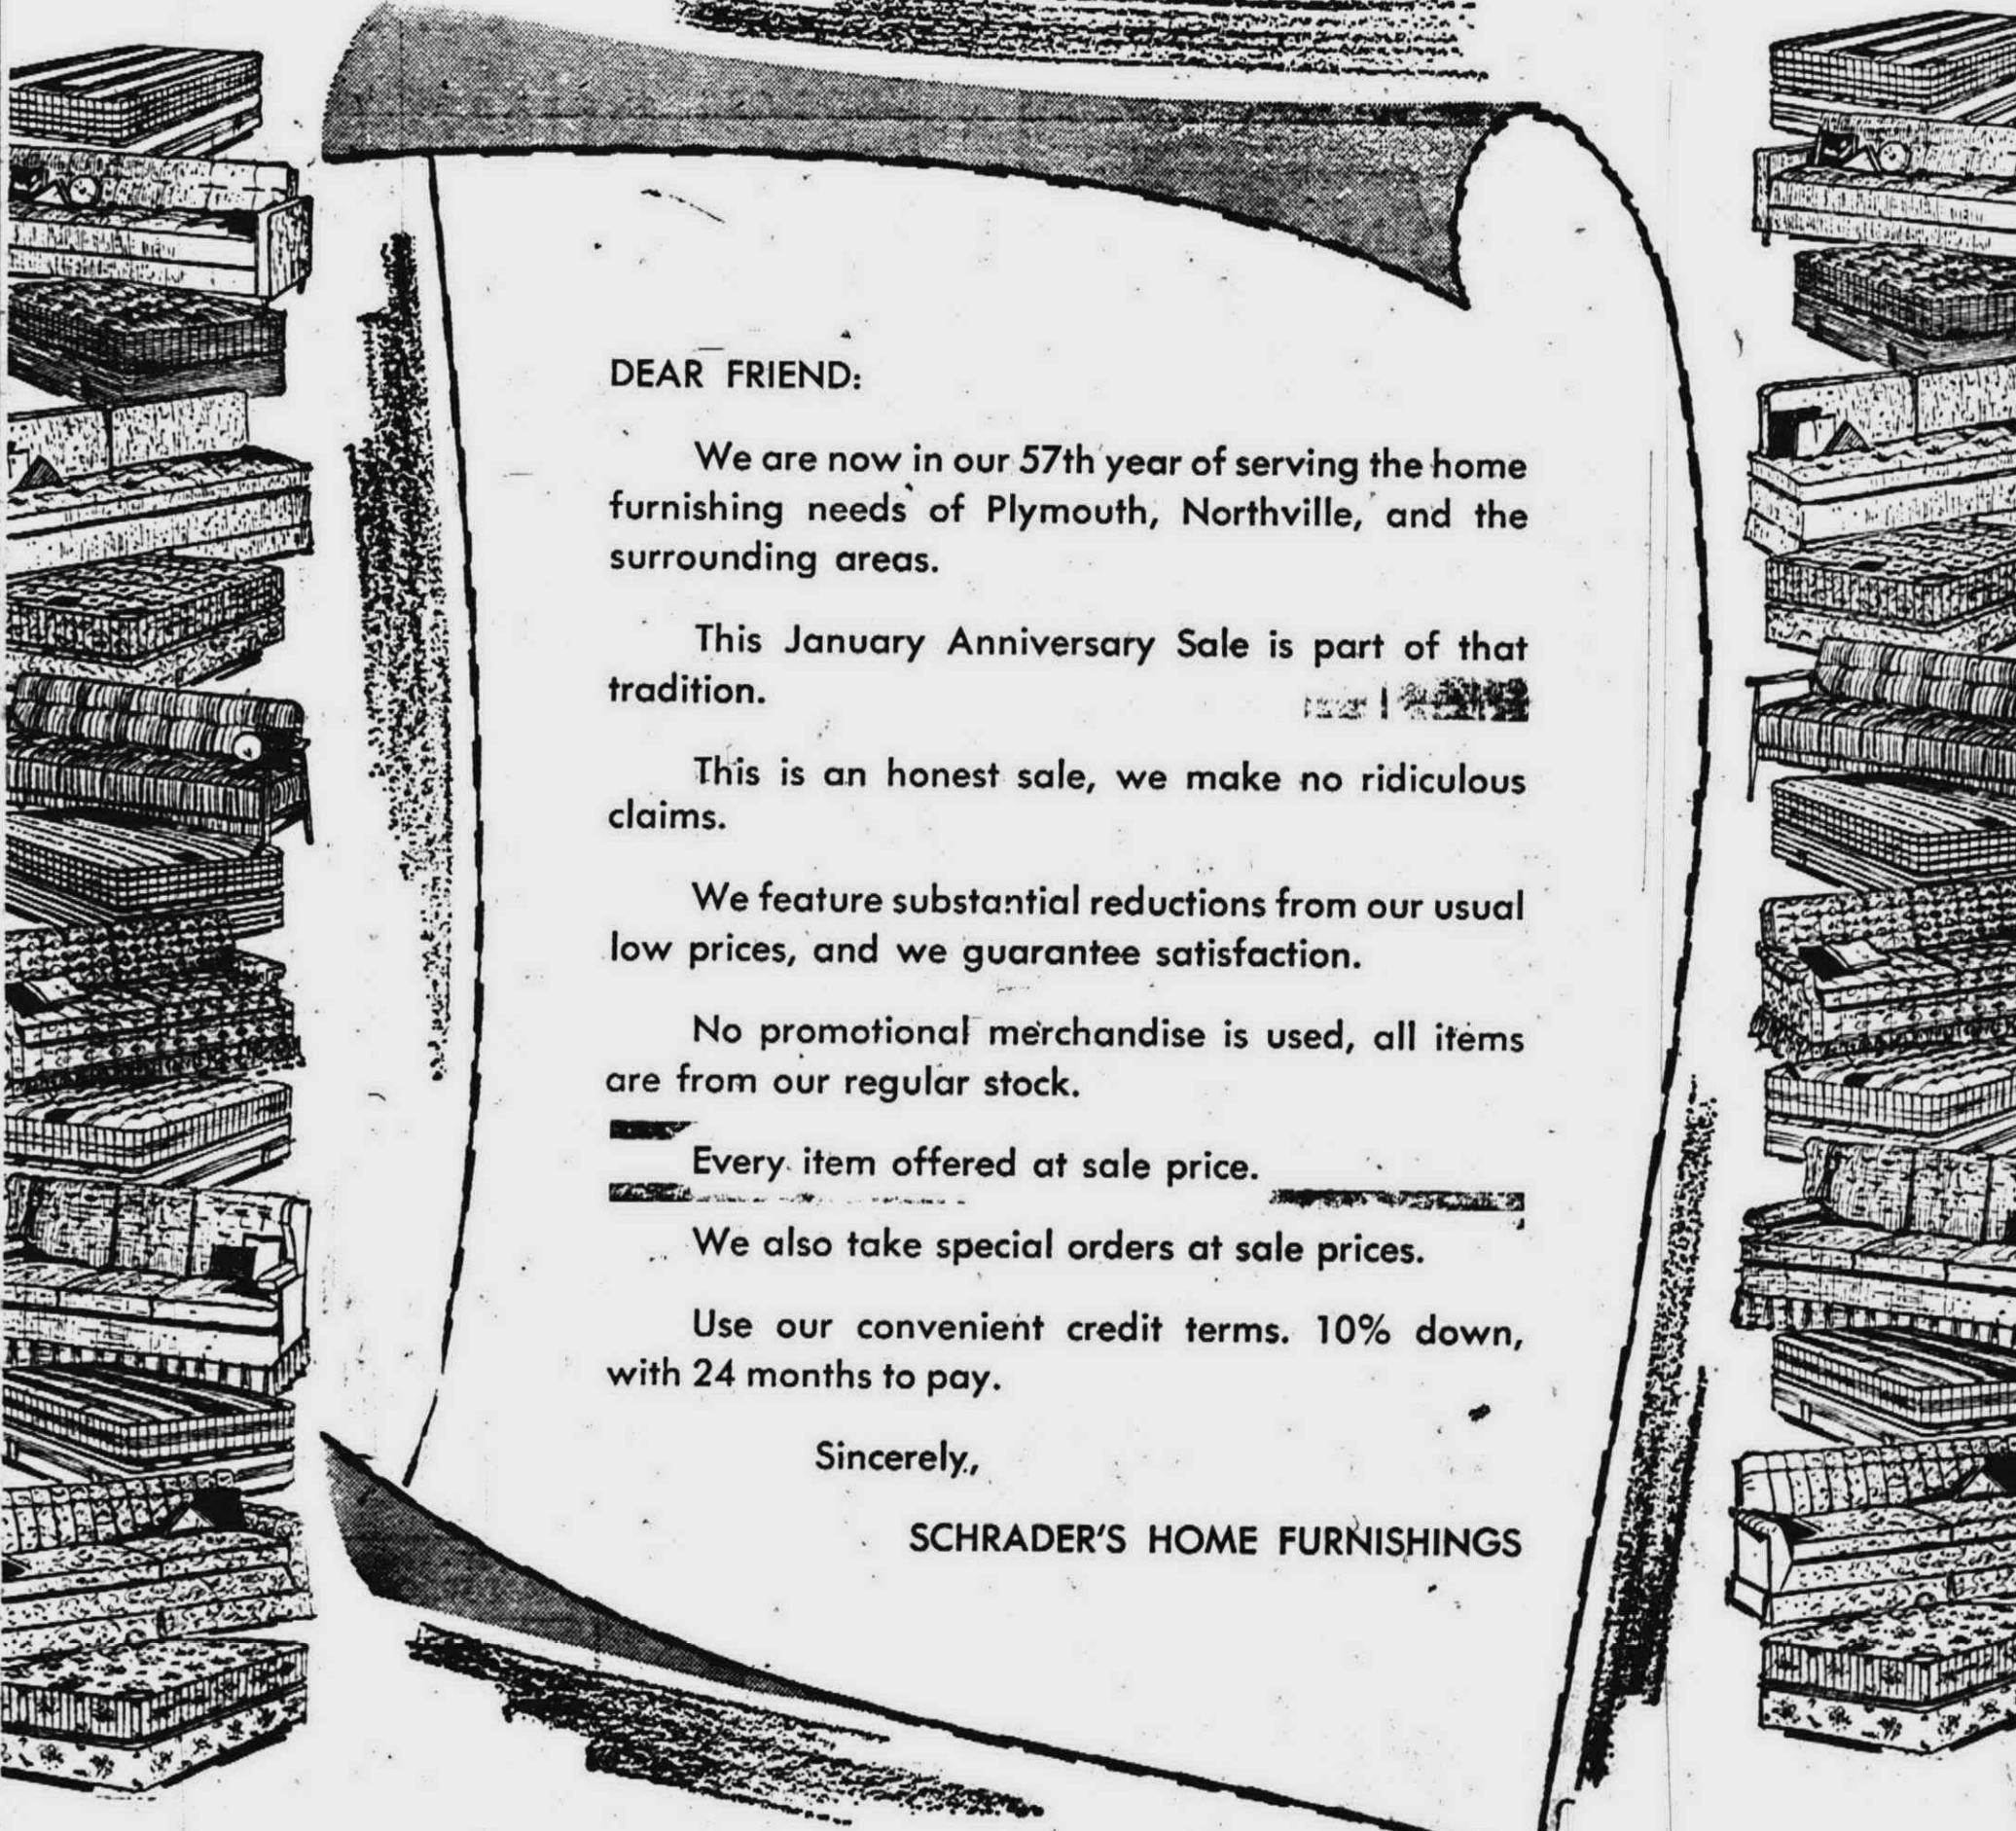 DEAR FRIEND:
We are now in our 57th year of serving the home
furnishing needs of Plymouth, Northville, and the
surrounding areas.
This January Anniversary Sale is part of that
tradition.
This is an honest sale, we make no ridiculous
claims.
We feature substantial reductions from our usual
low prices, and we guarantee satisfaction.
No promotional merchandise is used, all items
are from our regular stock.
Every item offered at sale price.
We also take special orders at sale prices.
Use our convenient credit terms. 10% down,
with 24 months to pay.
Sincerely,
SCHRADER'S HOME FURNISHINGS